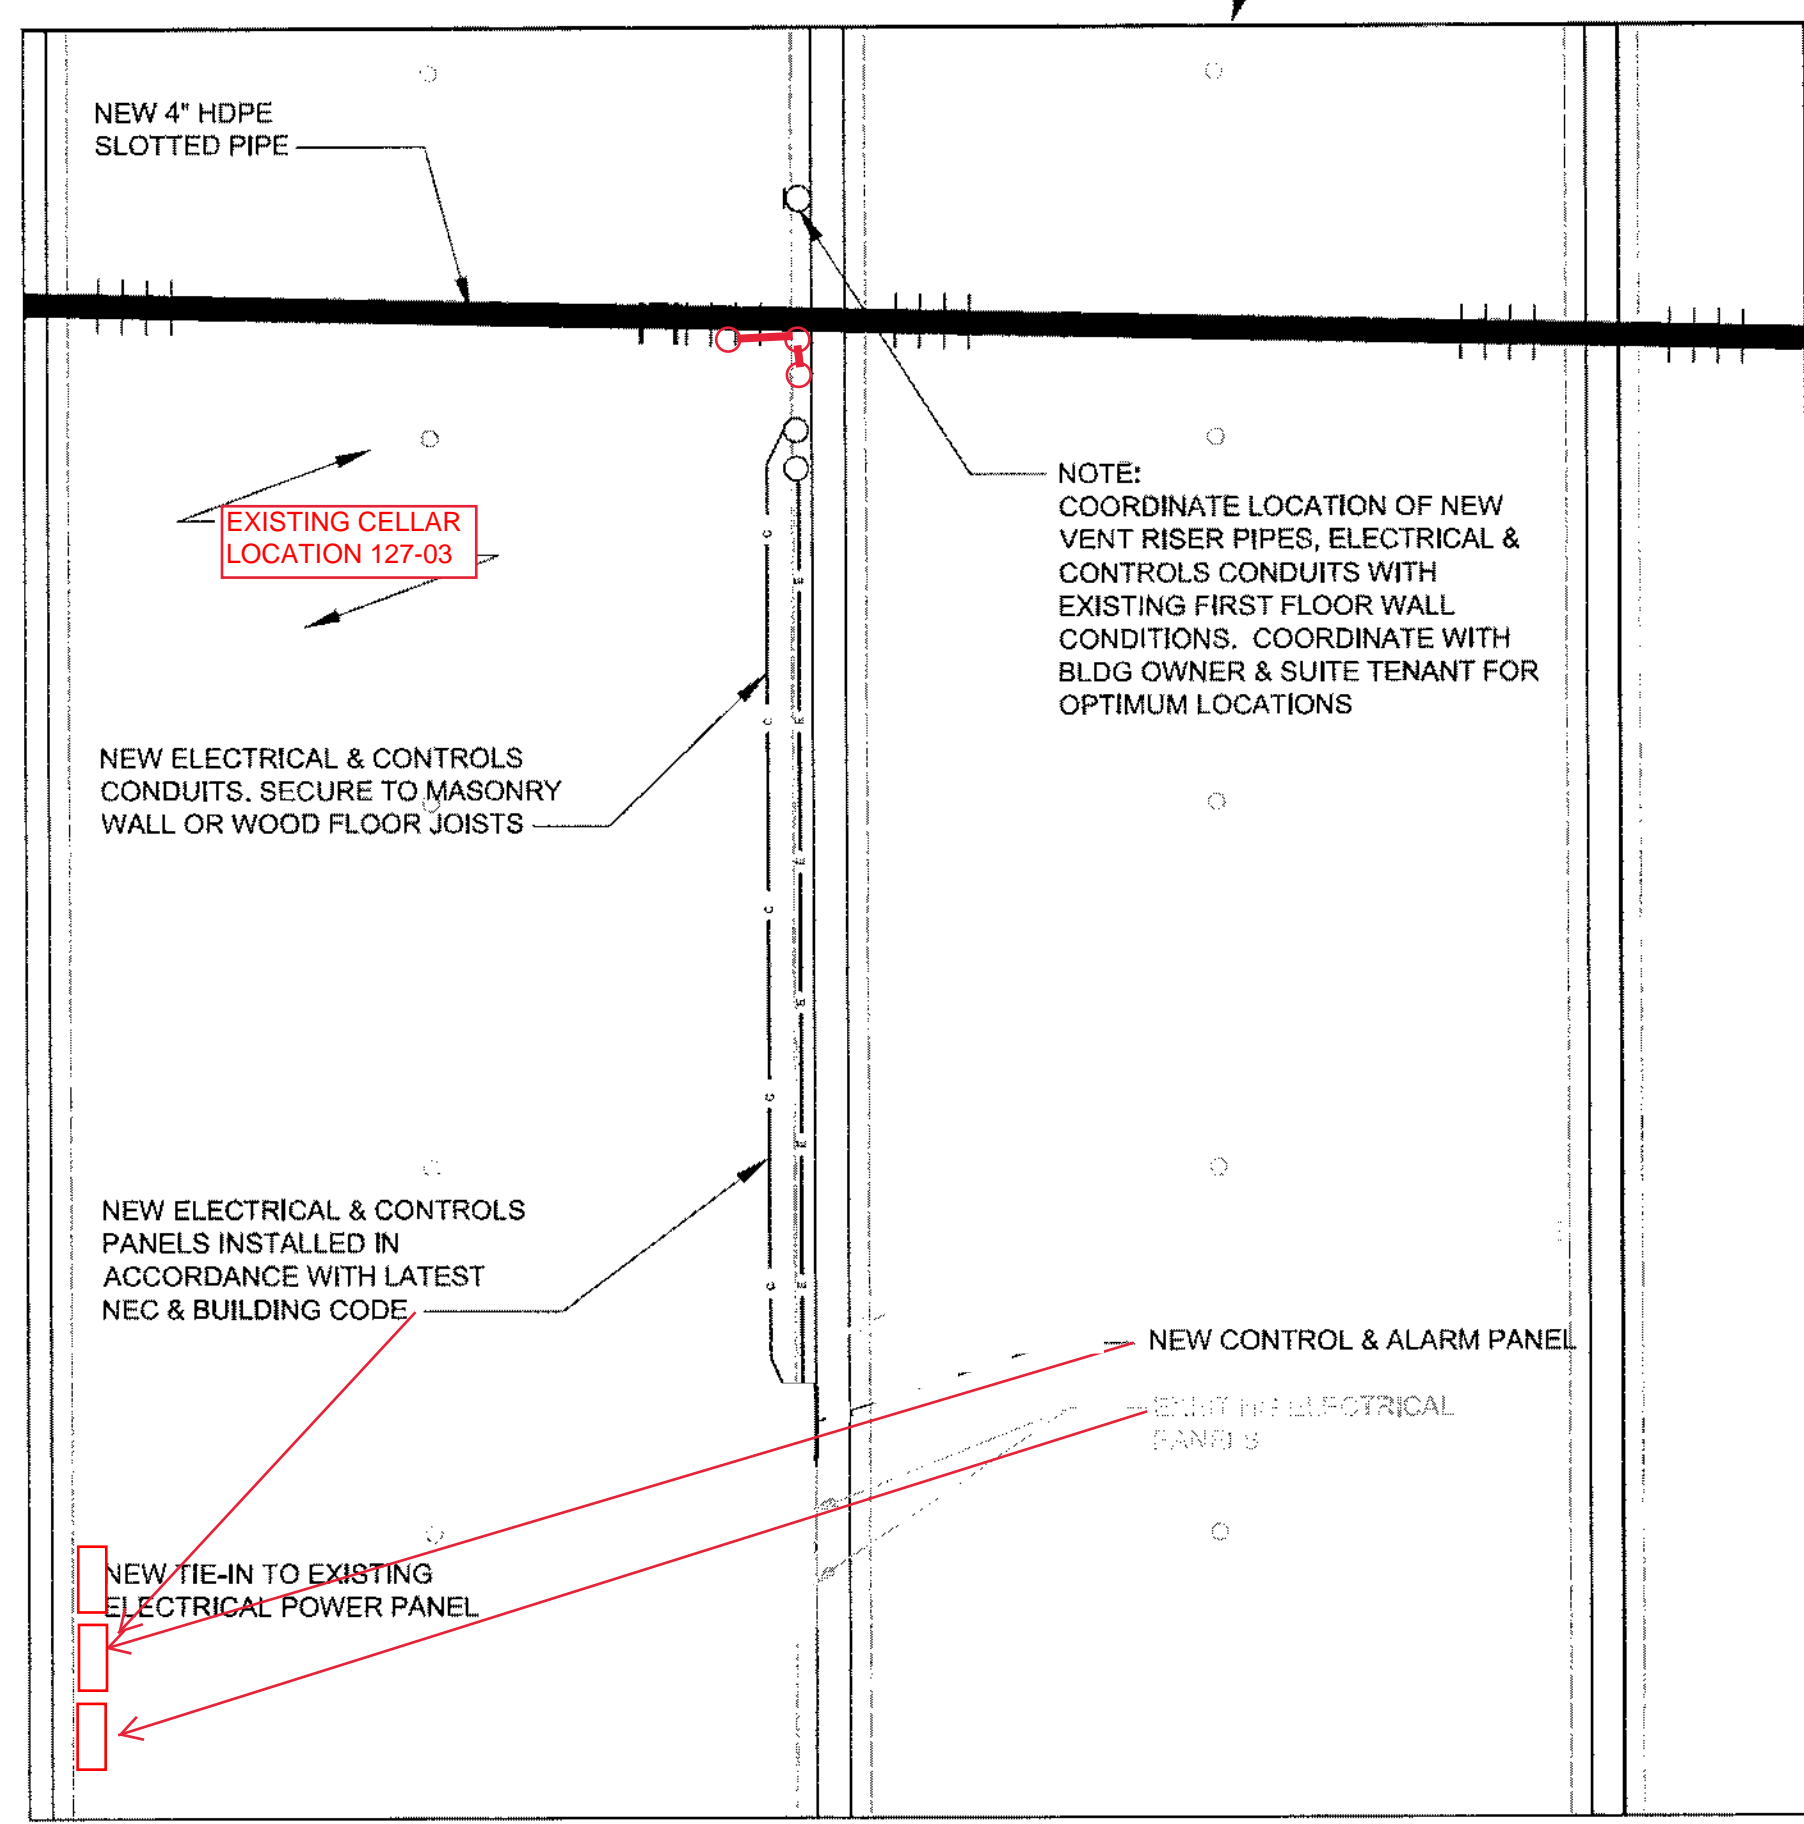 NEW 4" HDPE
SLOTTED PIPE
EXISTING CELLAR
LOCATION 127-03
NOTE:
COORDINATE LOCATION OF NEW
VENT RISER PIPES, ELECTRICAL &
CONTROLS CONDUITS WITH
EXISTING FIRST FLOOR WALL
CONDITIONS. COORDINATE WITH
BLDG OWNER & SUITE TENANT FOR
OPTIMUM LOCATIONS
NEW ELECTRICAL & CONTROLS
CONDUITS. SECURE TO MASONRY
WALL OR WOOD FLOOR JOISTS
C
E
C
E
E
C
E
C
E
C
E
NEW ELECTRICAL & CONTROLS
PANELS INSTALLED IN
ACCORDANCE WITH LATEST
NEC & BUILDING CODE
NEW CONTROL & ALARM PANEL
ELECTRICAL
PANELS
NEW TIE-IN TO EXISTING
ELECTRICAL POWER PANEL